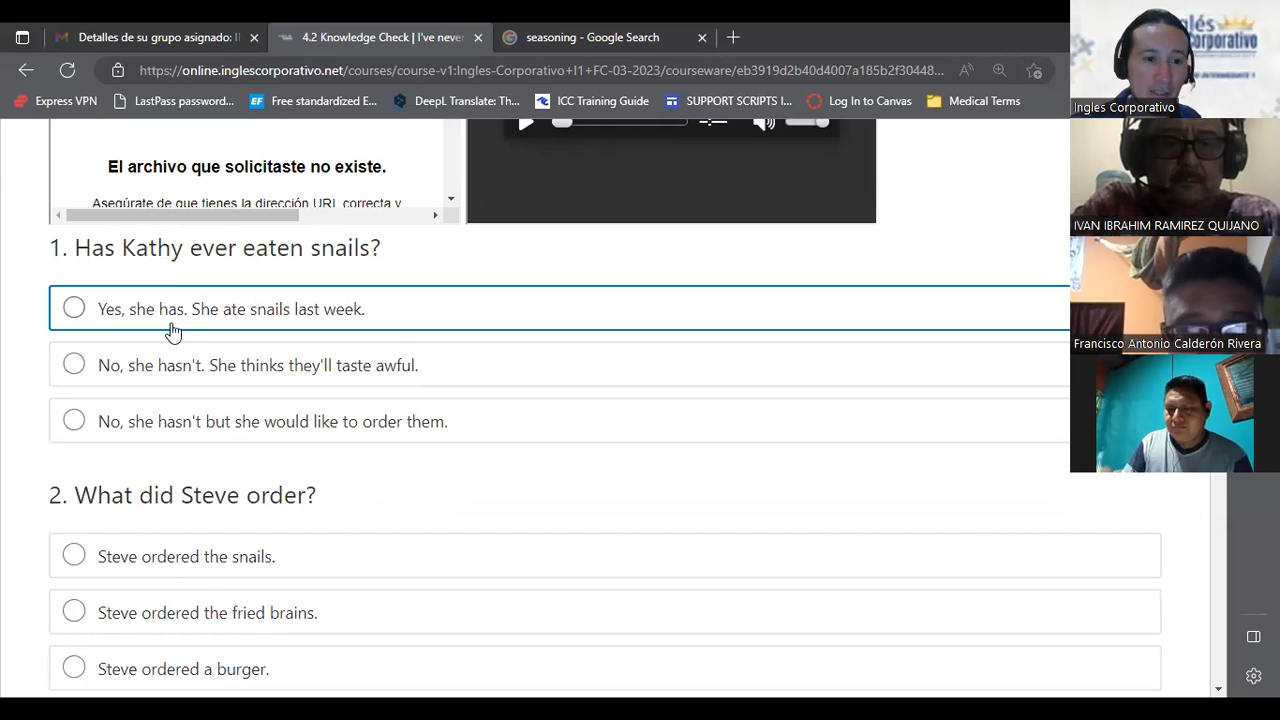 Detalles de su grupo asignado: II
4.2 Knowledge Check | I've never
seasoning - Google Search
https://online.inglescorporativo.net/courses/course-v1:Ingles-Corporativo+I1+FC-03-2023/courseware/eb3919d2b40d4007a185b2f30448...
Express VPN
LastPass password...
Free standardized E...
DeepL Translate: Th...
ICC Training Guide
SUPPORT SCRIPTS I...
Log In to Canvas
Medical Terms
El archivo que solicitaste no existe.
Asegúrate de que tienes la dirección URL correcta y
1. Has Kathy ever eaten snails?
Yes, she has. She ate snails last week.
No, she hasn't. She thinks they'll taste awful.
No, she hasn't but she would like to order them.
2. What did Steve order?
Steve ordered the snails.
Steve ordered the fried brains.
Steve ordered a burger.
Ingles Corporativo
IVAN IBRAHIM RAMIREZ QUIJANO
Francisco Antonio Calderón Rivera